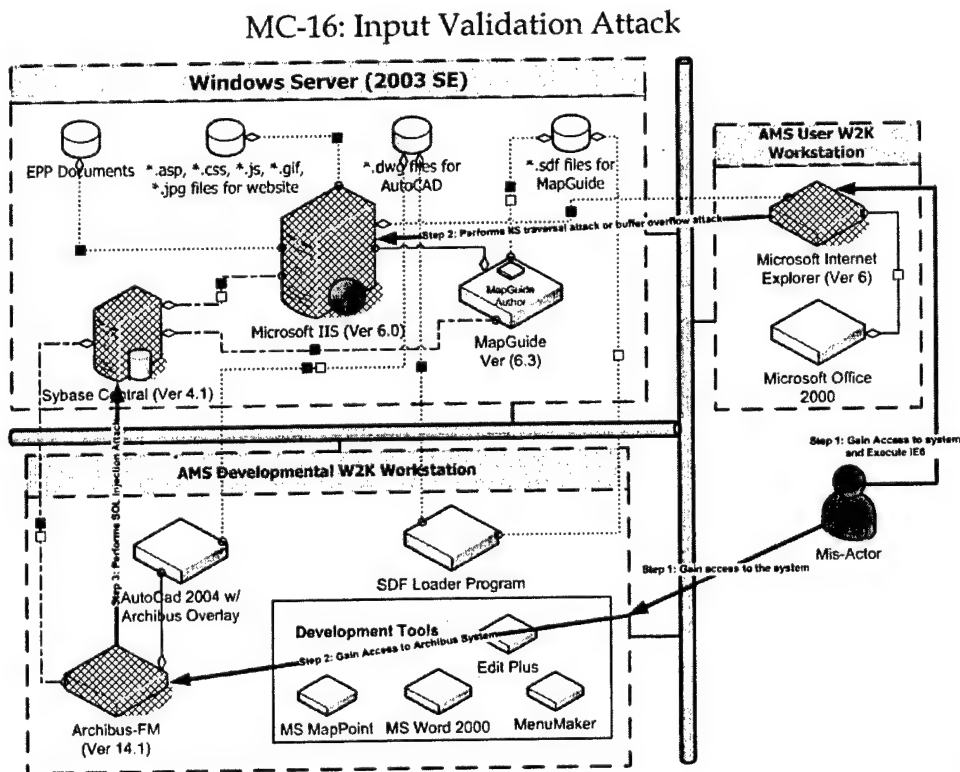 MC-16: Input Validation Attack
Windows Server (2003 SE)
EPP Documents
*.asp, *.css, *.js, *.gif,
*.jpg files for website
*.dwg files for
AutoCAD
*.sdf files for
MapGuide
AMS User W2K
Workstation
Step 2: Performs XS traversal attack or buffer overflow attack
Microsoft Internet
Explorer (Ver 6)
MapGuide
Author
Microsoft IIS (Ver 6.0)
MapGuide
Ver (6.3)
Microsoft Office
2000
Sybase Central (Ver 4.1)
Step 1: Gain Access to system
and Execute IE6
AMS Developmental W2K Workstation
Step 3: Performs SQL Injection Attack
Mis-Actor
AutoCad 2004 w/
Archibus Overlay
SDF Loader Program
Step 1: Gain access to the system
Development Tools
Step 2: Gain Access to Archibus System
Edit Plus
MS MapPoint
MS Word 2000
MenuMaker
Archibus-FM
(Ver 14.1)